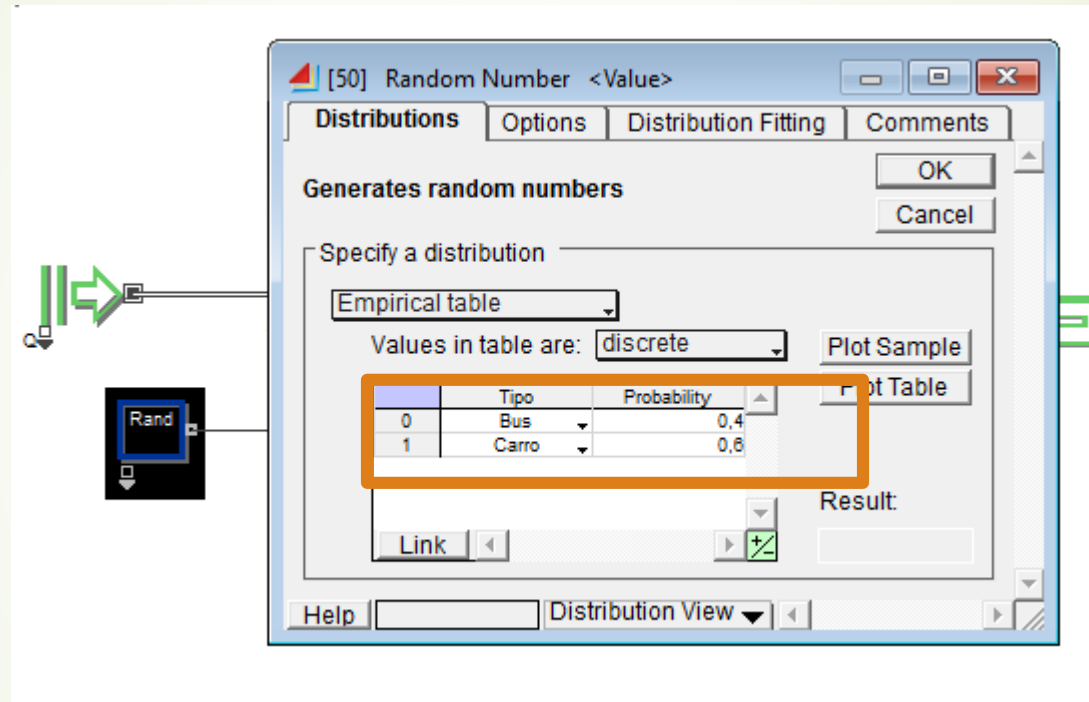 [50] Random Number <Value>
Distributions Options Distribution Fitting Comments
OK
Generates random numbers
Cancel
Specify a distribution
Empirical table
Values in table are: discrete
Plot Sample
Plot Table
Tipo Probability
0 Bus 0,4
1 Carro 0,6
Rand
Result:
Link +/-
Help Distribution View
Q